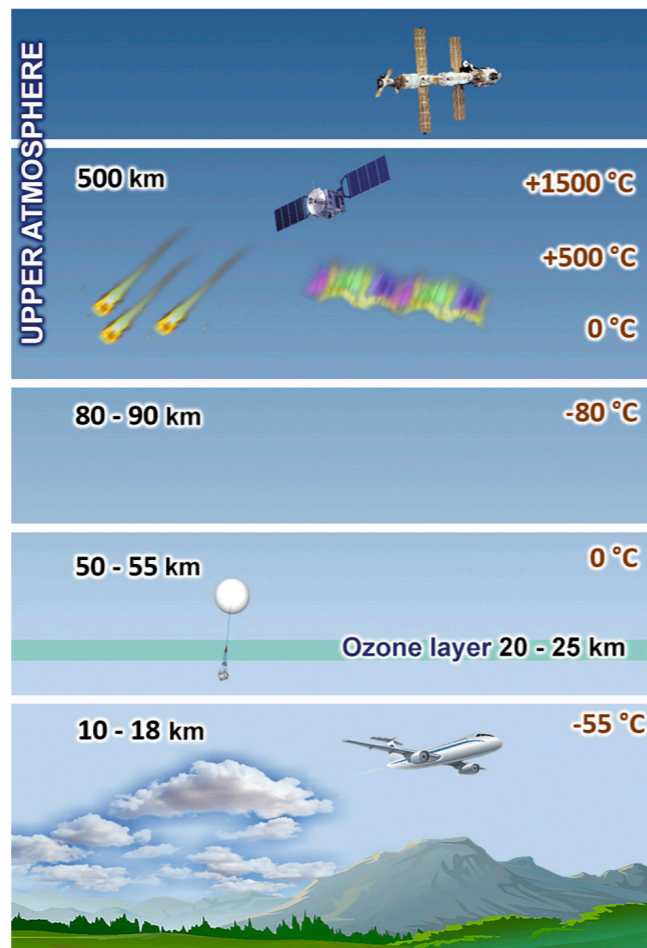 UPPER ATMOSPHERE
500 km
+1500 °C
+500 °C
0 °C
80 - 90 km
-80 °C
50 - 55 km
0 °C
Ozone layer 20 - 25 km
10 - 18 km
-55 °C